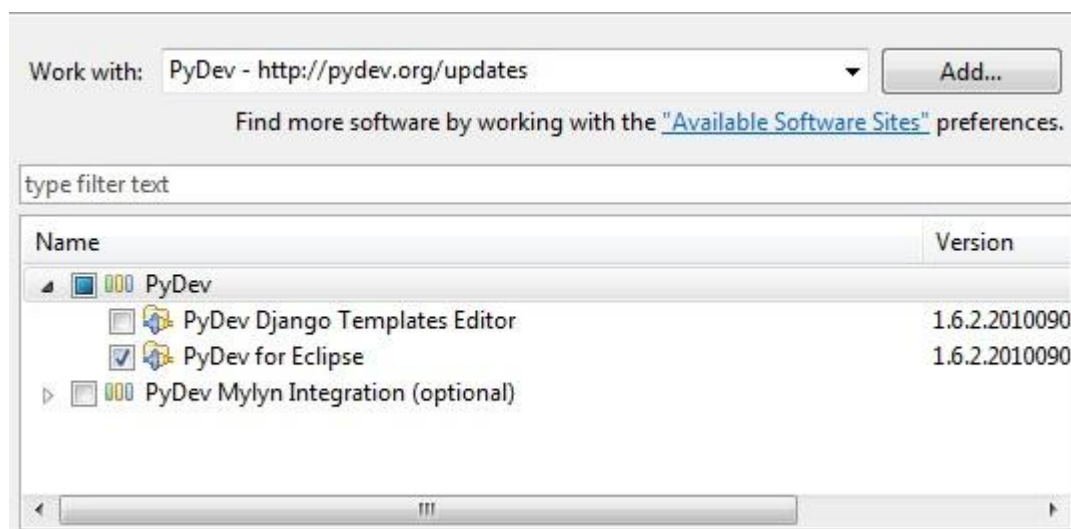 Work with: PyDev - http://pydev.org/updates Add...
Find more software by working with the "Available Software Sites" preferences.
type filter text
Name Version
PyDev
PyDev Django Templates Editor 1.6.2.2010090
PyDev for Eclipse 1.6.2.2010090
PyDev Mylyn Integration (optional)